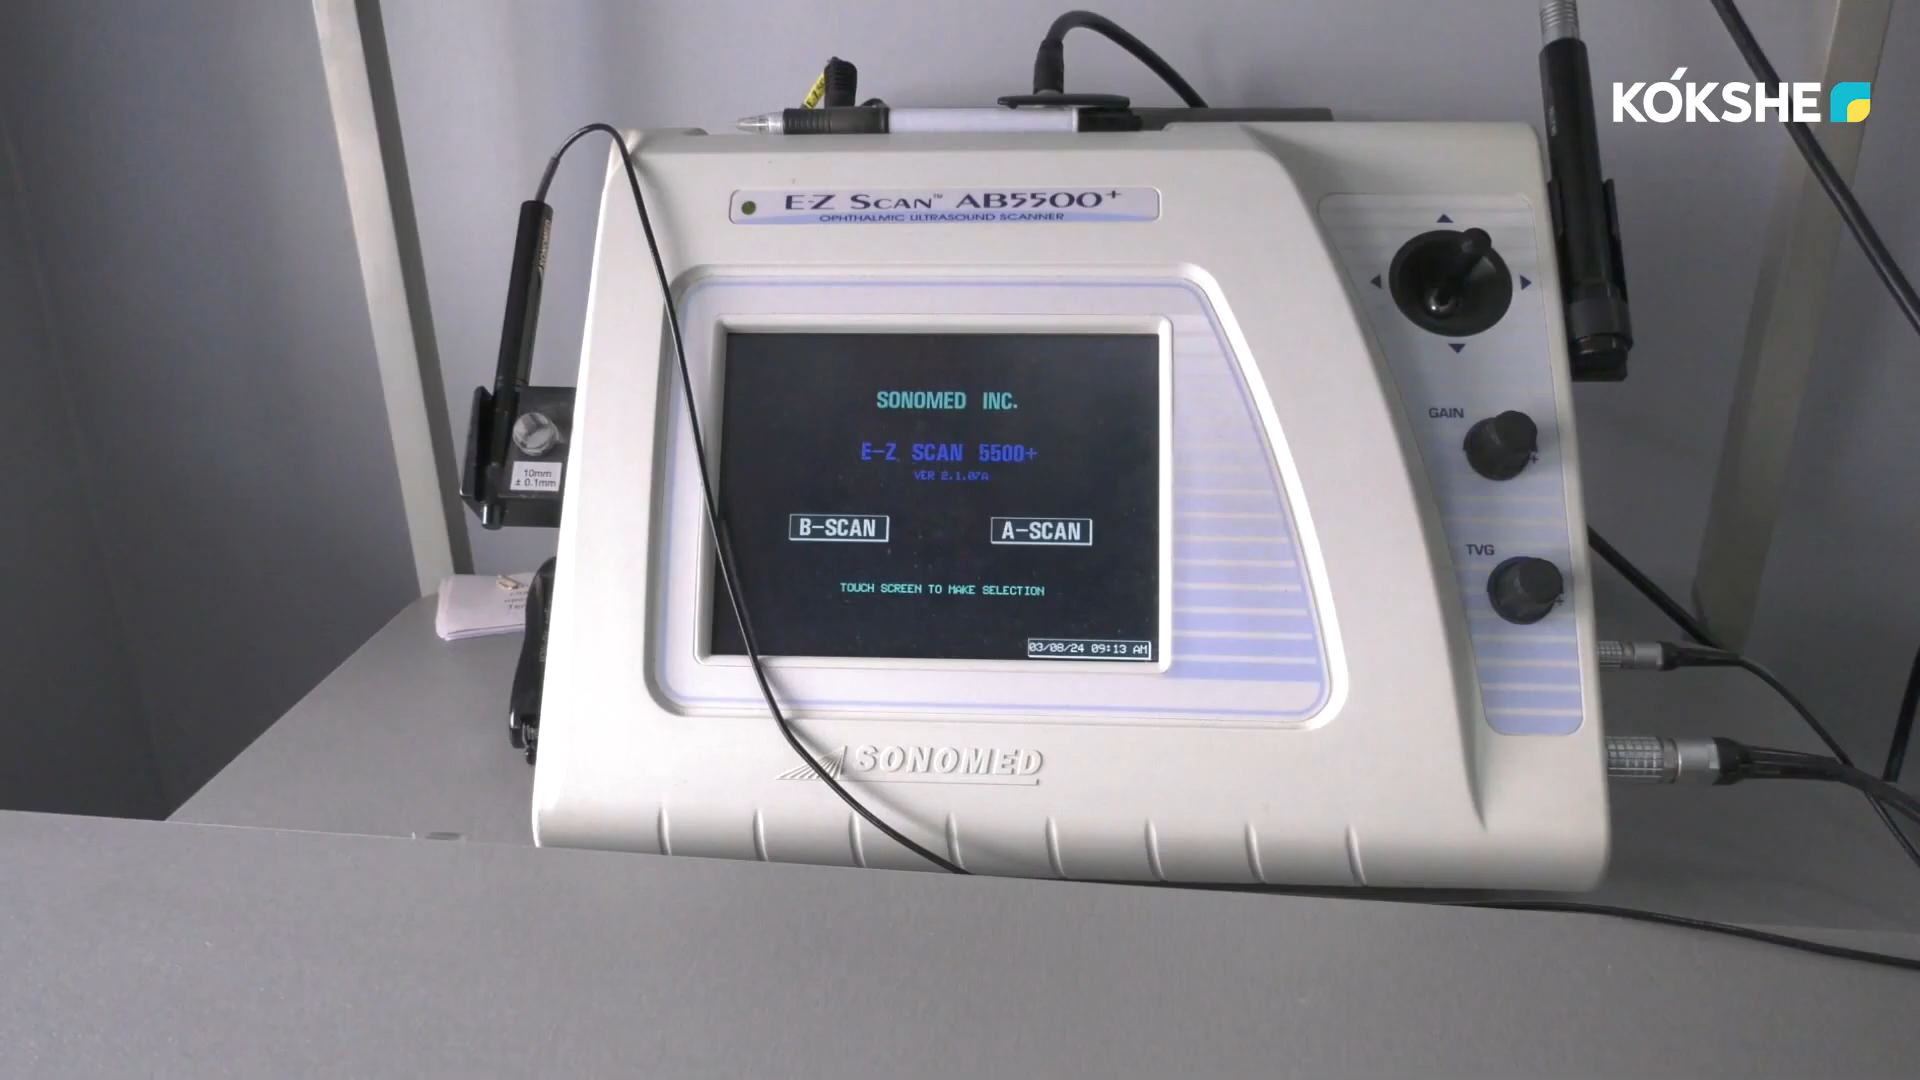 KÓKSHE
E-Z SCAN™ AB5500+
OPHTHALMIC ULTRASOUND SCANNER
SONOMED
SONOMED INC.
E-Z SCAN 5500+
VER 2.1.07A
B-SCAN A-SCAN
TOUCH SCREEN TO MAKE SELECTION
03/08/24 09:13 AM
GAIN
+
TVG
+
10mm
± 0.1mm
SONOMED